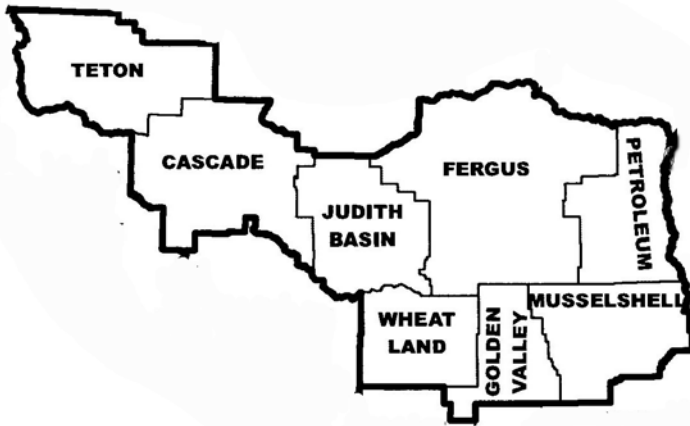 TETON
CASCADE
FERGUS
PETROLEUM
JUDITH
BASIN
MUSSELSHELL
WHEAT
LAND
GOLDEN
VALLEY